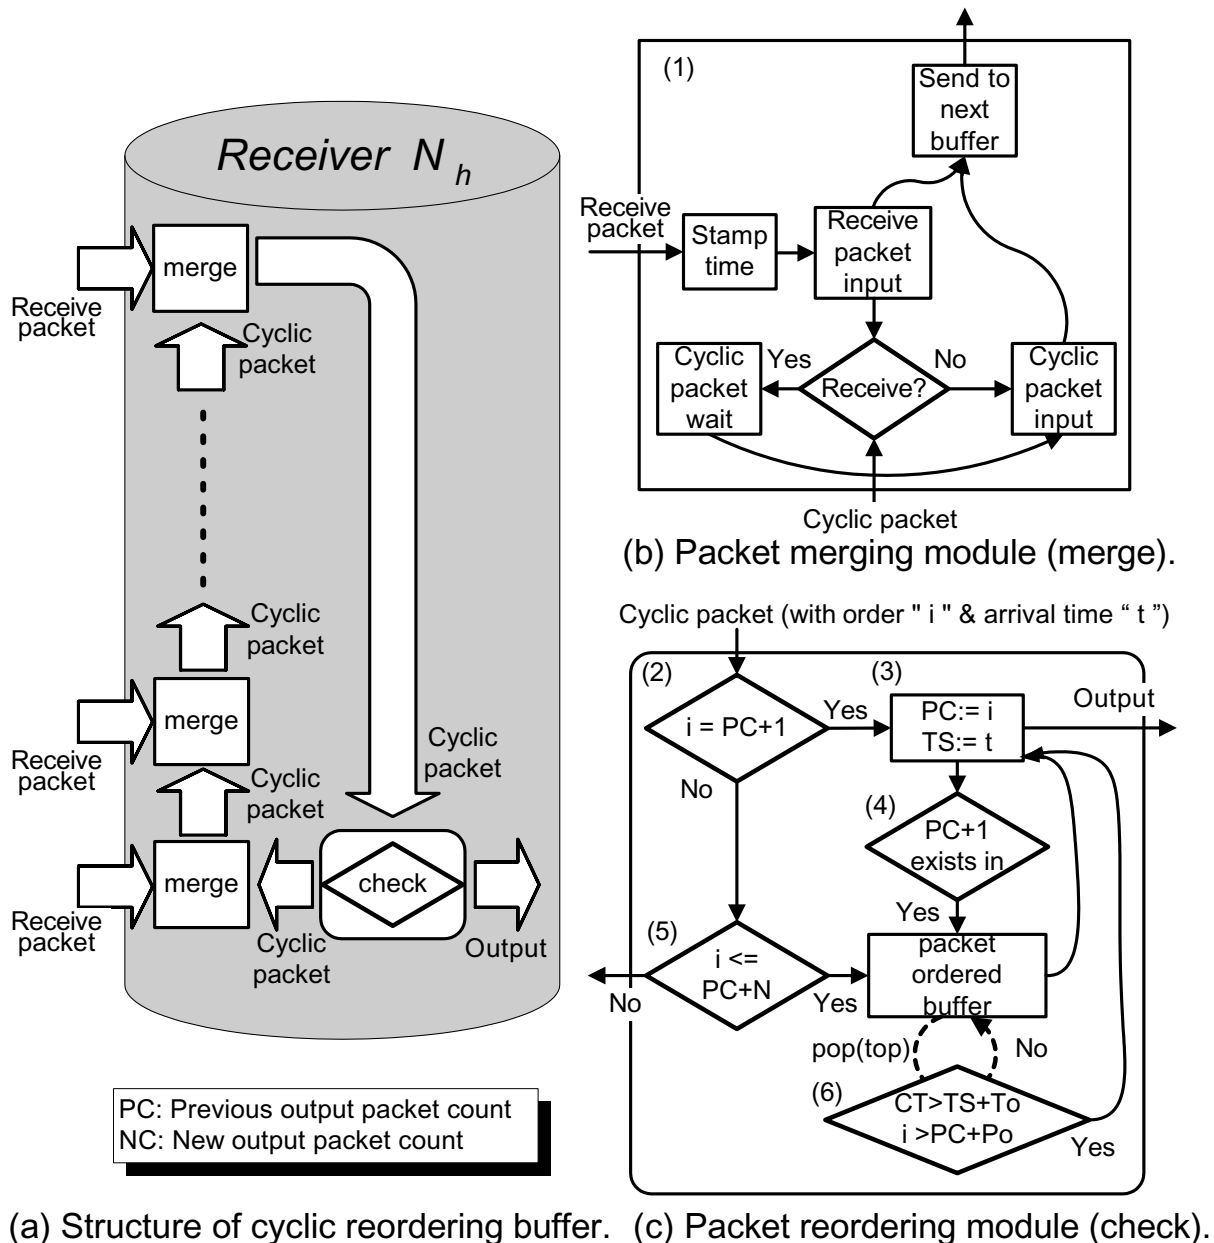 Receiver N h
merge
Receive
packet
Cyclic
packet
Cyclic
packet
merge
Receive
packet
Cyclic
packet
Cyclic
packet
merge
Receive
packet
Cyclic
packet
check
Output
PC: Previous output packet count
NC: New output packet count
(a) Structure of cyclic reordering buffer.
(1)
Send to
next
buffer
Receive
packet
Stamp
time
Receive
packet
input
Cyclic
packet
wait
Yes
Receive?
No
Cyclic
packet
input
Cyclic packet
(b) Packet merging module (merge).
Cyclic packet (with order " i " & arrival time “ t ”)
(2)
i = PC+1
Yes
No
(3)
PC:= i
TS:= t
Output
(4)
PC+1
exists in
Yes
(5)
i <=
PC+N
No
Yes
packet
ordered
buffer
pop(top)
No
(6)
CT>TS+To
i >PC+Po
Yes
(c) Packet reordering module (check).